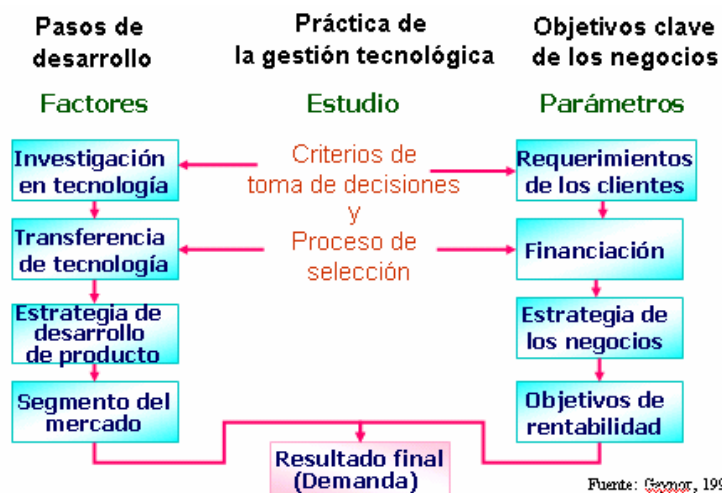 Pasos de
desarrollo
Práctica de
la gestión tecnológica
Objetivos clave
de los negocios
Factores
Estudio
Parámetros
Investigación
en tecnología
Criterios de
toma de decisiones
y
Proceso de
selección
Requerimientos
de los clientes
Transferencia
de tecnología
Financiación
Estrategia de
desarrollo
de producto
Estrategia de
los negocios
Segmento del
mercado
Objetivos de
rentabilidad
Resultado final
(Demanda)
Fuente: Gaynor, 199